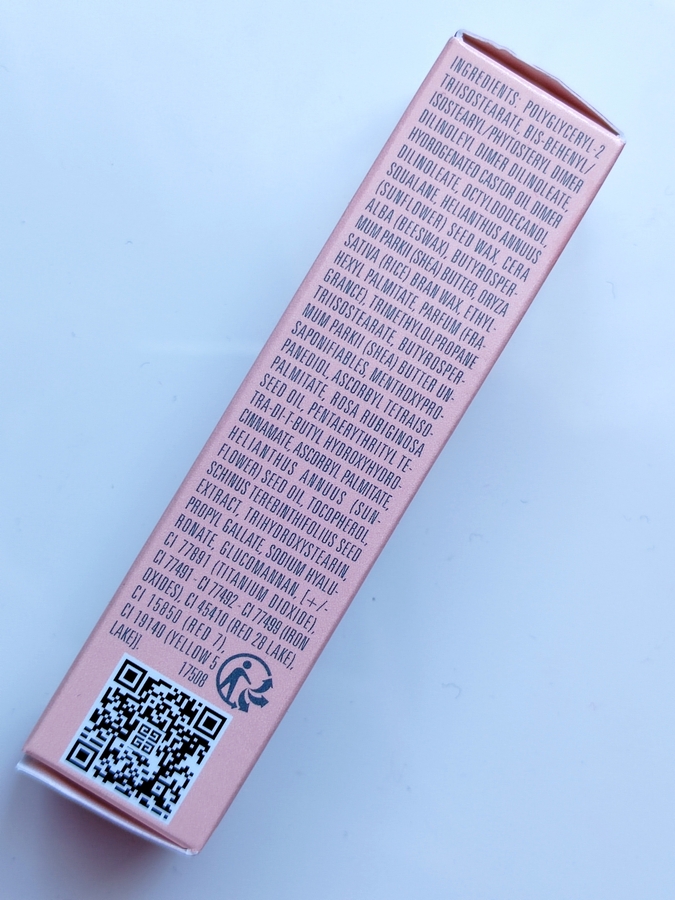 INGREDIENTS: POLYGLYCERYL-2
TRIISOSTEARATE, BIS-BEHENYL/
ISOSTEARYL/PHYTOSTERYL DIMER
DILINOLEYL DIMER DILINOLEATE,
HYDROGENATED CASTOR OIL DIMER
DILINOLEATE, OCTYLDODECANOL,
SQUALANE, HELIANTHUS ANNUUS
(SUNFLOWER) SEED WAX, CERA
ALBA (BEESWAX), BUTYROSPER-
MUM PARKII (SHEA) BUTTER, ORYZA
SATIVA (RICE) BRAN WAX, ETHYL-
HEXYL PALMITATE, PARFUM (FRA-
GRANCE), TRIMETHYLOLPROPANE
TRIISOSTEARATE, BUTYROSPER-
MUM PARKII (SHEA) BUTTER UN-
SAPONIFIABLES, MENTHOXYPRO-
PANEDIOL, ASCORBYL TETRAISO-
PALMITATE, ROSA RUBIGINOSA
SEED OIL, PENTAERYTHRITYL TE-
TRA-DI-T-BUTYL HYDROXYHYDRO-
CINNAMATE, ASCORBYL PALMITATE,
HELIANTHUS ANNUUS (SUN-
FLOWER) SEED OIL, TOCOPHEROL,
SCHINUS TEREBINTHIFOLIUS SEED
EXTRACT, TRIHYDROXYSTEARIN,
PROPYL GALLATE, SODIUM HYALU-
RONATE, GLUCOMANNAN, [+/-
CI 77891 (TITANIUM DIOXIDE),
CI 77491 - CI 77492 - CI 77499 (IRON
OXIDES), CI 45410 (RED 28 LAKE),
CI 15850 (RED 7),
CI 19140 (YELLOW 5
LAKE)].
17508